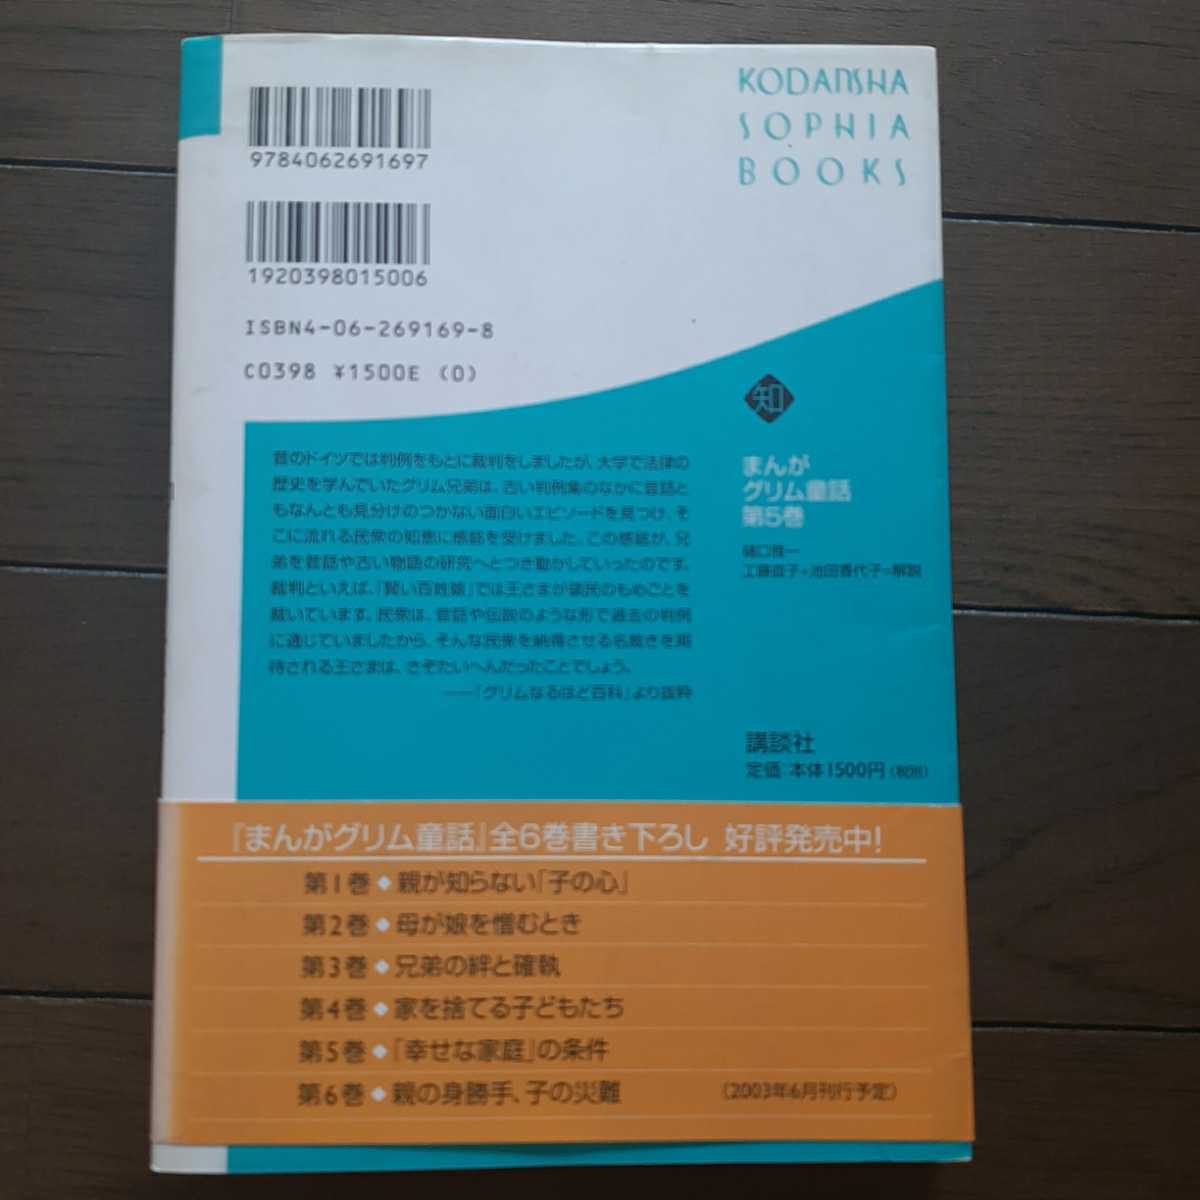 KODANSHA
SOPHIA
BOOKS
9784062691697
1920398015006
ISBN4-06-269169-8
C0398 ¥1500E (0)
知
まんが
グリム童話
第5巻
樋口雅一
工藤直子+池田香代子=解説
昔のドイツでは判例をもとに裁判をしましたが、大学で法律の
歴史を学んでいたグリム兄弟は、古い判例集のなかに昔話と
もなんとも見分けのつかない面白いエピソードを見つけ、そ
こに流れる民衆の知恵に感銘を受けました。この感銘が、兄
弟を昔話や古い物語の研究へとつき動かしていったのです。
裁判といえば、「賢い百姓娘」では王さまが領民のもめごとを
裁いています。民衆は、昔話や伝説のような形で過去の判例
に通じていましたから、そんな民衆を納得させる名裁きを期
待される王さまは、さぞたいへんだったことでしょう。
――「グリムなるほど百科」より抜粋
講談社
定価:本体1500円(税別)
『まんがグリム童話』全6巻書き下ろし 好評発売中!
第1巻◆親が知らない「子の心」
第2巻◆母が娘を憎むとき
第3巻◆兄弟の絆と確執
第4巻◆家を捨てる子どもたち
第5巻◆「幸せな家庭」の条件
第6巻◆親の身勝手、子の災難 (2003年6月刊行予定)